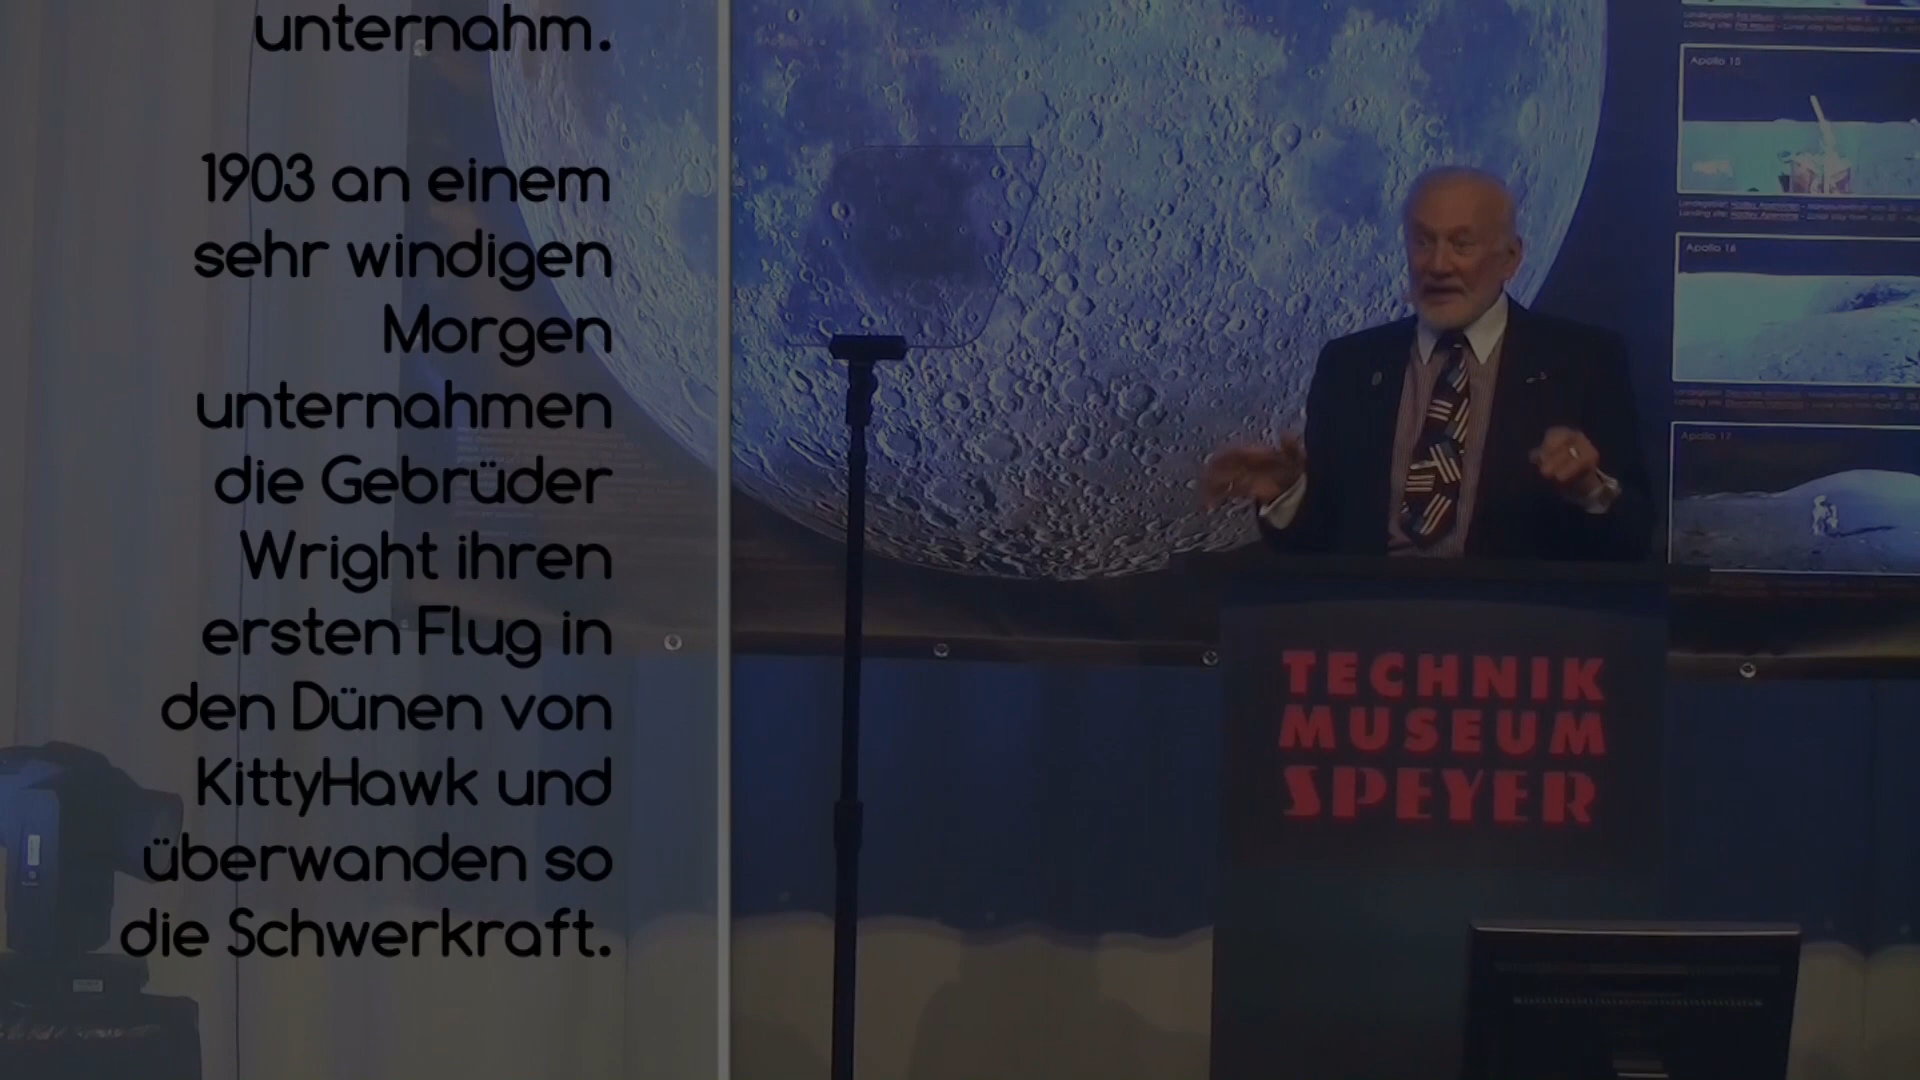 unternahm.
1903 an einem
sehr windigen
Morgen
unternahmen
die Gebrüder
Wright ihren
ersten Flug in
den Dünen von
KittyHawk und
überwanden so
die Schwerkraft.
Apollo 15
Apollo 16
Apollo 17
TECHNIK
MUSEUM
SPEYER